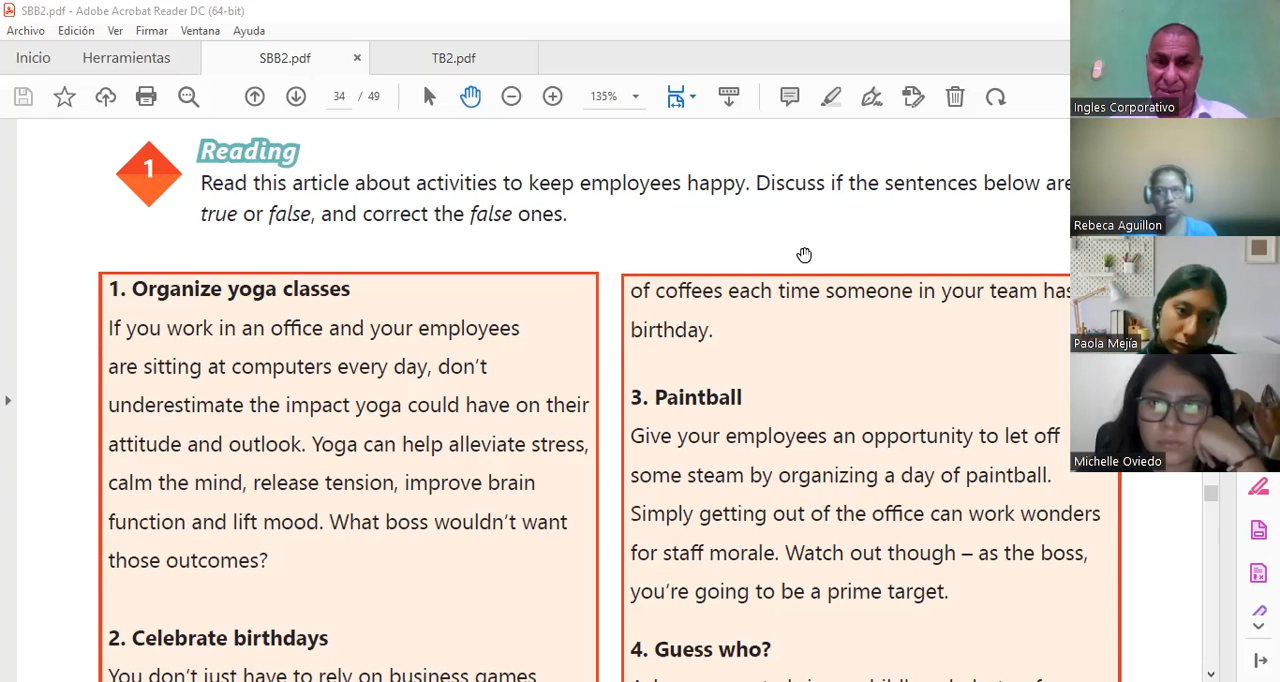 SBB2.pdf - Adobe Acrobat Reader DC (64-bit)
Archivo Edición Ver Firmar Ventana Ayuda
Inicio Herramientas SBB2.pdf × TB2.pdf
34 / 49 135%
1
Reading
Read this article about activities to keep employees happy. Discuss if the sentences below are
true or false, and correct the false ones.
1. Organize yoga classes
If you work in an office and your employees
are sitting at computers every day, don't
underestimate the impact yoga could have on their
attitude and outlook. Yoga can help alleviate stress,
calm the mind, release tension, improve brain
function and lift mood. What boss wouldn't want
those outcomes?
2. Celebrate birthdays
You don't just have to rely on business games
of coffees each time someone in your team has
birthday.
3. Paintball
Give your employees an opportunity to let off
some steam by organizing a day of paintball.
Simply getting out of the office can work wonders
for staff morale. Watch out though – as the boss,
you're going to be a prime target.
4. Guess who?
Ingles Corporativo
Rebeca Aguillon
Paola Mejía
Michelle Oviedo